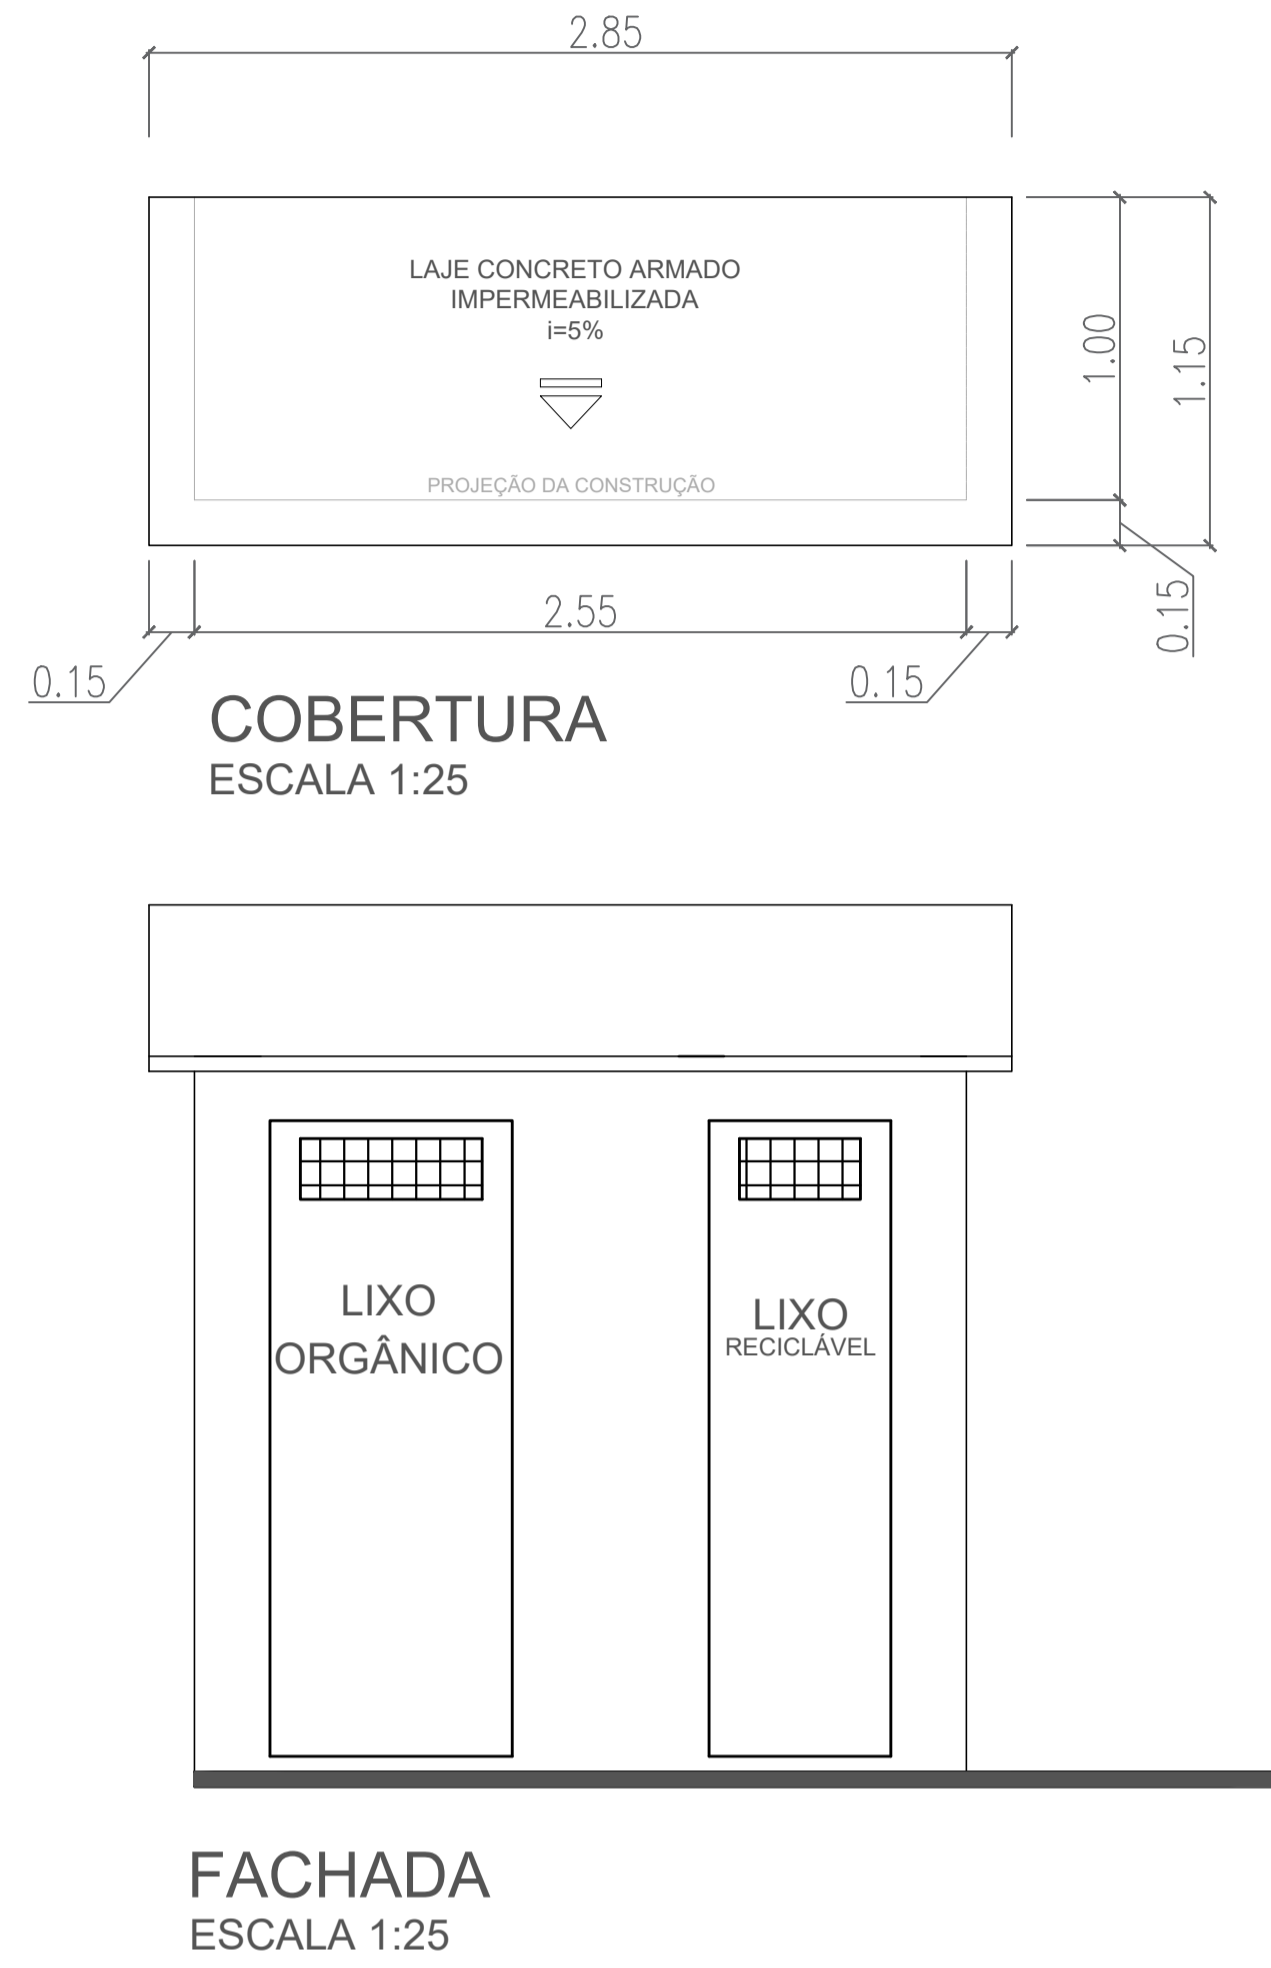 2.85
LAJE CONCRETO ARMADO
IMPERMEABILIZADA
i=5%
1.00
1.15
PROJEÇÃO DA CONSTRUÇÃO
2.55
0.15
0.15
0.15
COBERTURA
ESCALA 1:25
LIXO
ORGÂNICO
LIXO
RECICLÁVEL
FACHADA
ESCALA 1:25